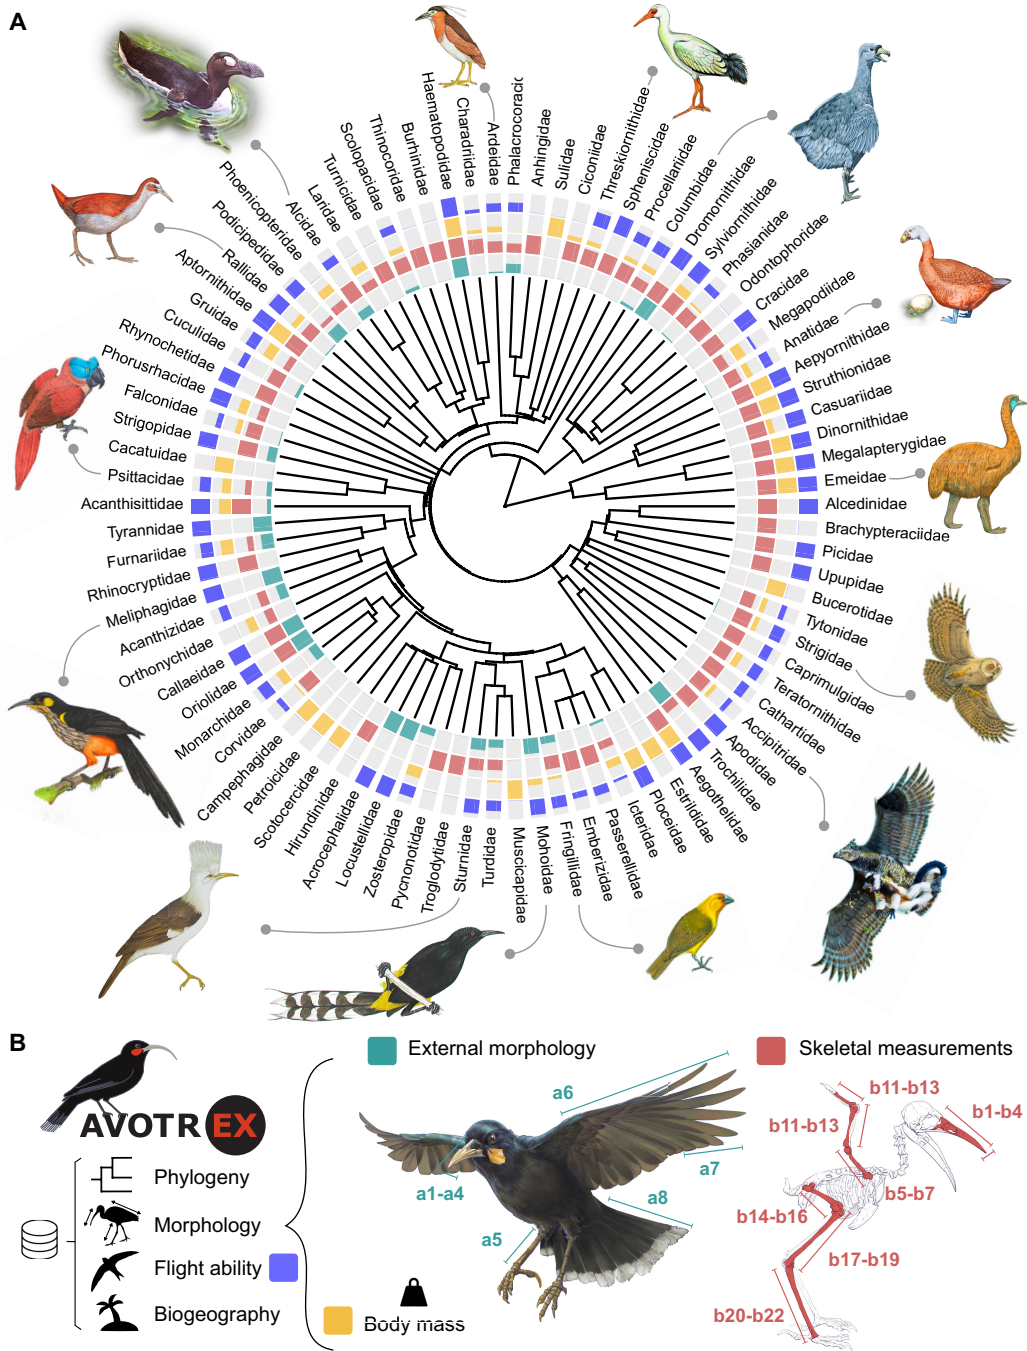 A
Haematopodidae
Charadriidae
Ardeidae
Phalacrocoracic
Anhingidae
Sulidae
Ciconiidae
Threskiornithidae
Spheniscidae
Procellariidae
Columbidae
Dromornithidae
Sylviornithidae
Phasianidae
Odontophoridae
Cracidae
Megapodiidae
Anatidae
Aepyornithidae
Struthionidae
Casuariidae
Dinornithidae
Megalapterygidae
Emeidae
Alcedinidae
Brachypteraciidae
Picidae
Upupidae
Bucerotidae
Tytonidae
Strigidae
Caprimulgidae
Teratornithidae
Cathartidae
Accipitridae
Apodidae
Trochilidae
Aegothelidae
Estrildidae
Ploceidae
Icteridae
Passerellidae
Emberizidae
Fringillidae
Mohoidae
Muscicapidae
Turdidae
Sturnidae
Troglodytidae
Pycnonotidae
Zosteropidae
Locustellidae
Acrocephalidae
Hirundinidae
Scotocercidae
Petroicidae
Campephagidae
Corvidae
Monarchidae
Oriolidae
Callaeidae
Orthonychidae
Acanthizidae
Meliphagidae
Rhinocryptidae
Furnariidae
Tyrannidae
Acanthisittidae
Psittacidae
Cacatuidae
Strigopidae
Falconidae
Phorusrhacidae
Rhynochetidae
Cuculidae
Gruidae
Aptornithidae
Rallidae
Podicipedidae
Phoenicopteridae
Alcidae
Laridae
Turnicidae
Scolopacidae
Thinocoridae
Burhinidae
B
AVOTREX
Phylogeny
Morphology
Flight ability
Biogeography
External morphology
Body mass
a6
a7
a8
a1-a4
a5
Skeletal measurements
b11-b13
b1-b4
b11-b13
b5-b7
b14-b16
b17-b19
b20-b22